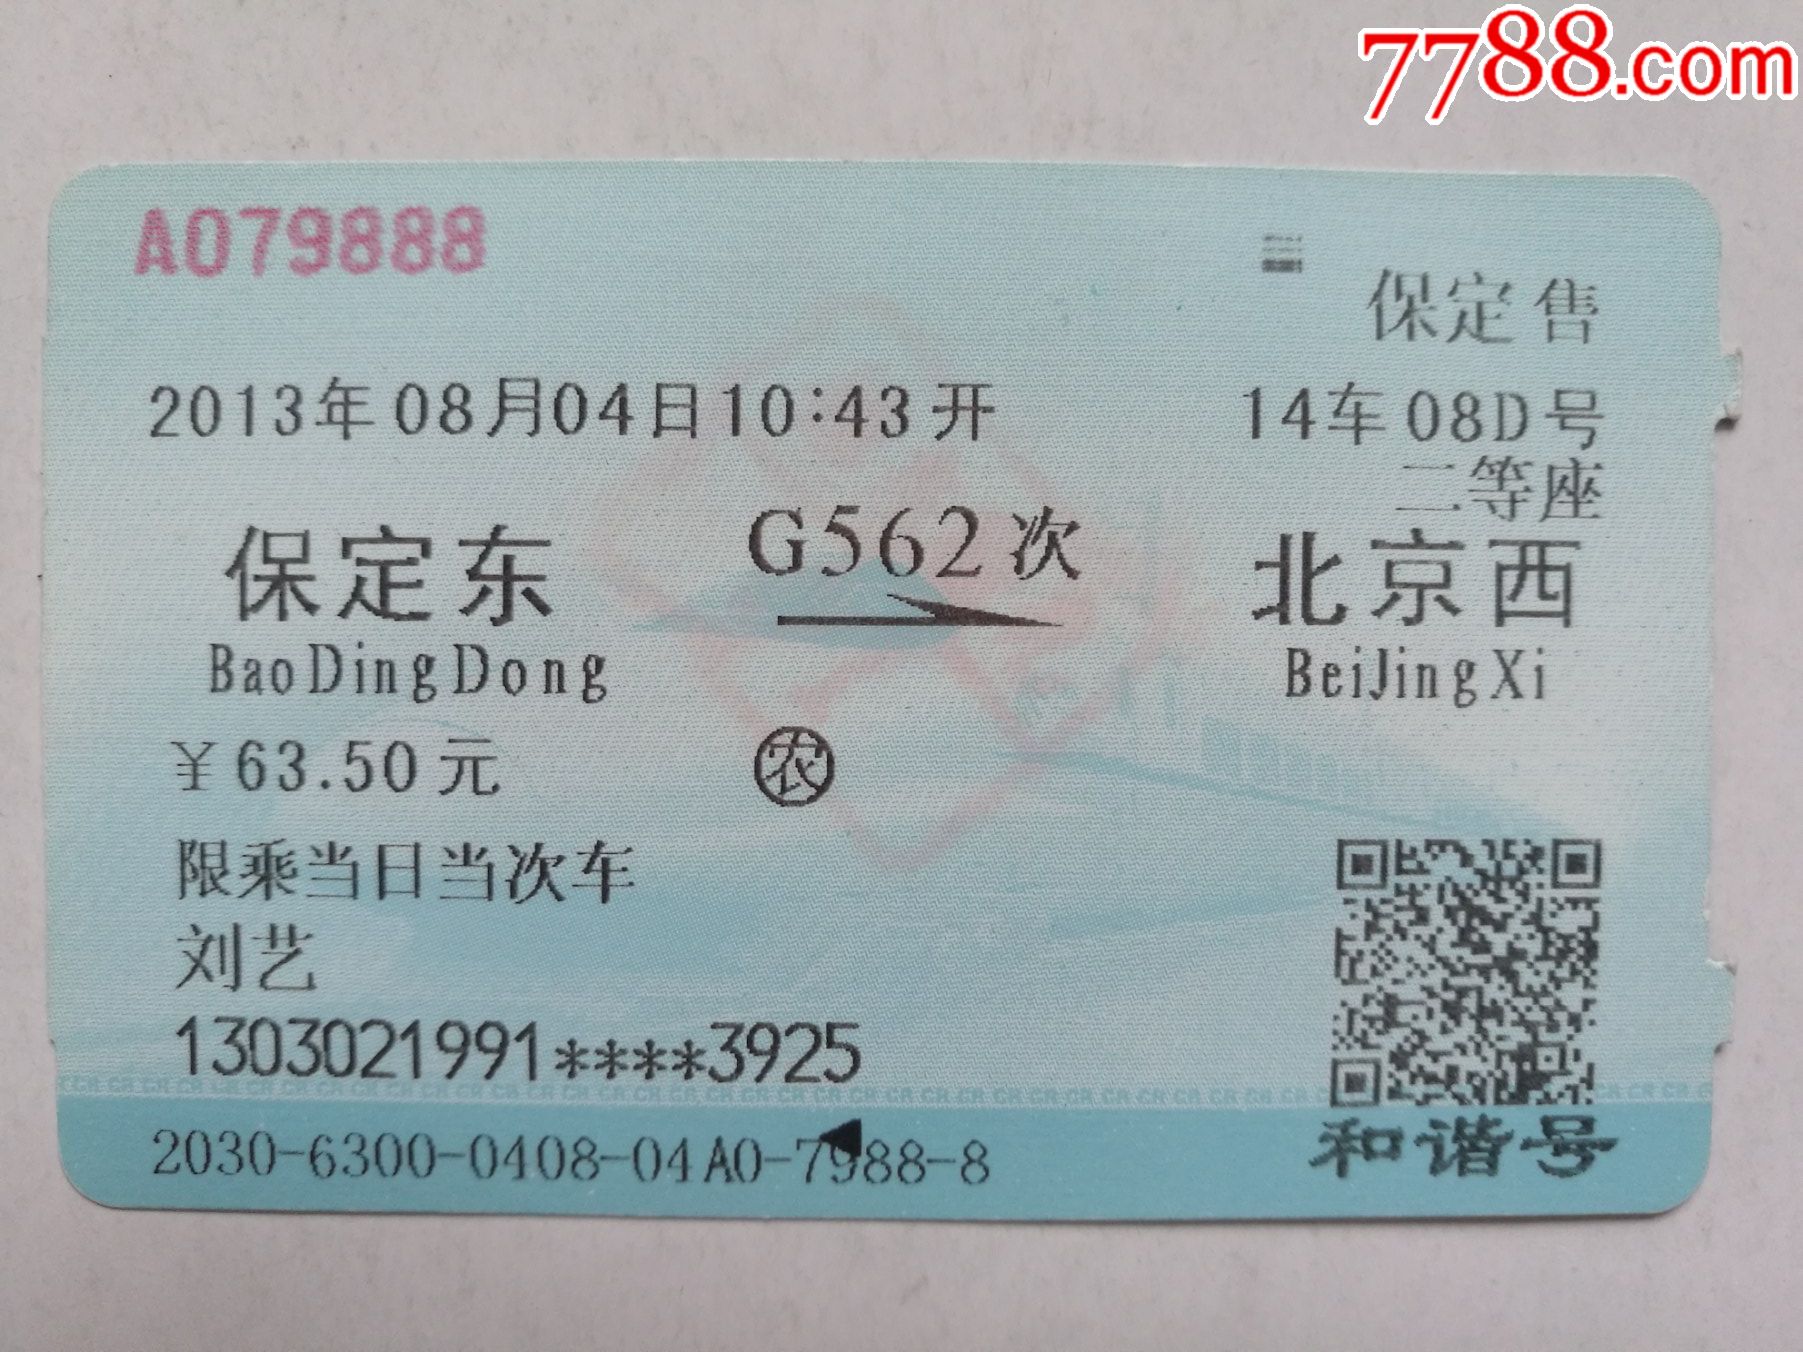 7788.com
A079888
保定售
2013年08月04日10:43开 14车08D号
二等座
保定东 G562次 北京西
BaoDingDong BeiJingXi
¥63.50元 农
限乘当日当次车
刘艺
1303021991****3925
2030-6300-0408-04A0-7988-8 和谐号